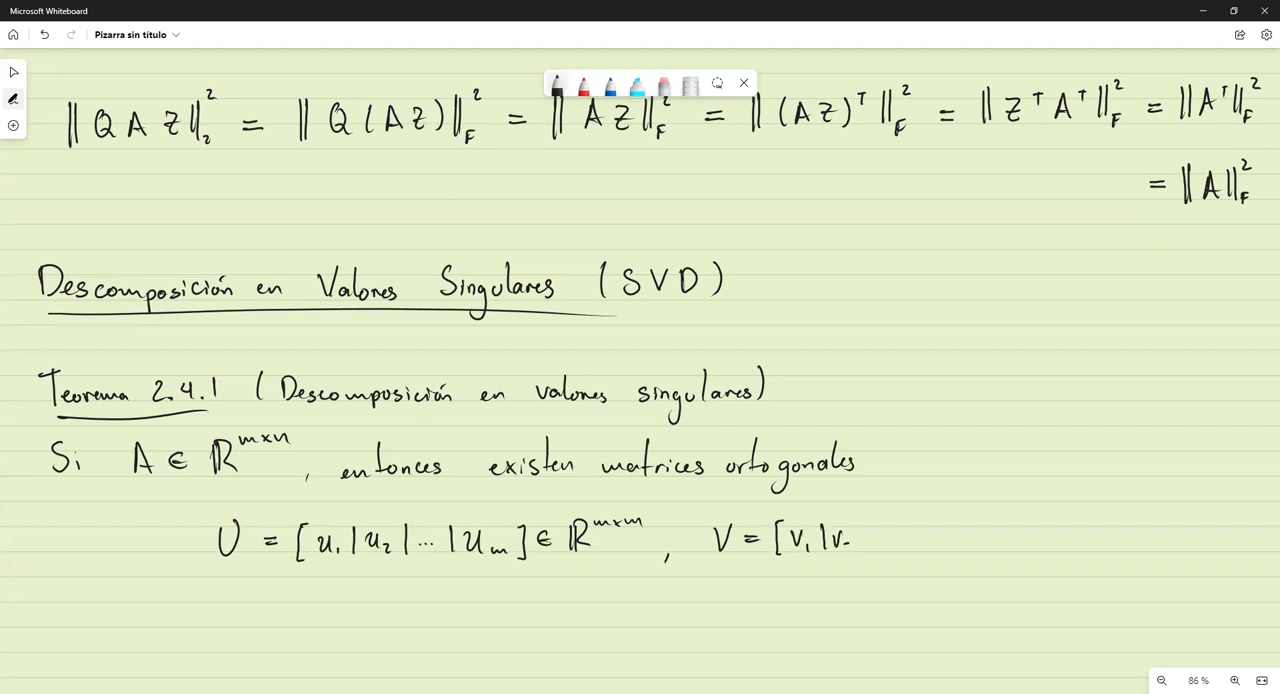 Microsoft Whiteboard
Pizarra sin título
‖QAZ‖₂² = ‖Q(AZ)‖_F² = ‖AZ‖_F² = ‖(AZ)ᵀ‖_F² = ‖ZᵀAᵀ‖_F² = ‖Aᵀ‖_F²
= ‖A‖_F²
Descomposición en Valores Singulares (SVD)
Teorema 2.4.1 (Descomposición en valores singulares)
Si A ∈ ℝ^{m×n}, entonces existen matrices ortogonales
U = [u₁|u₂|...|u_m] ∈ ℝ^{m×m}, V = [v₁|v
86 %